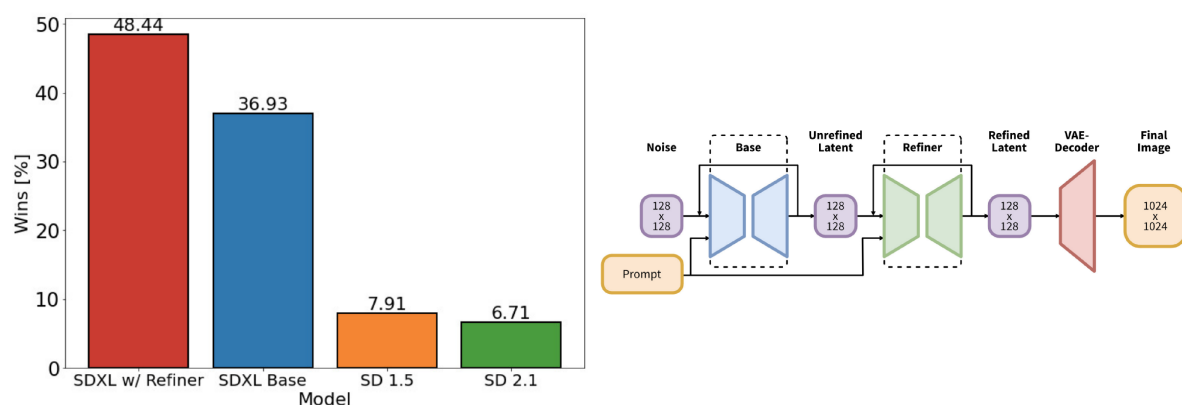 50
48.44
40
36.93
30
20
10
7.91
6.71
0
Wins [%]
SDXL w/ Refiner
SDXL Base
SD 1.5
SD 2.1
Model
Noise
Base
Unrefined
Latent
Refiner
Refined
Latent
VAE-
Decoder
Final
Image
128
x
128
128
x
128
128
x
128
1024
x
1024
Prompt